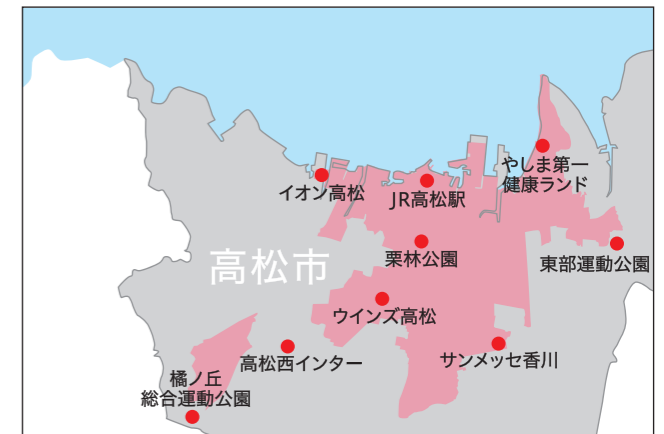 やしま第一
健康ランド
イオン高松
JR高松駅
高松市
栗林公園
東部運動公園
ウインズ高松
高松西インター
サンメッセ香川
橘ノ丘
総合運動公園